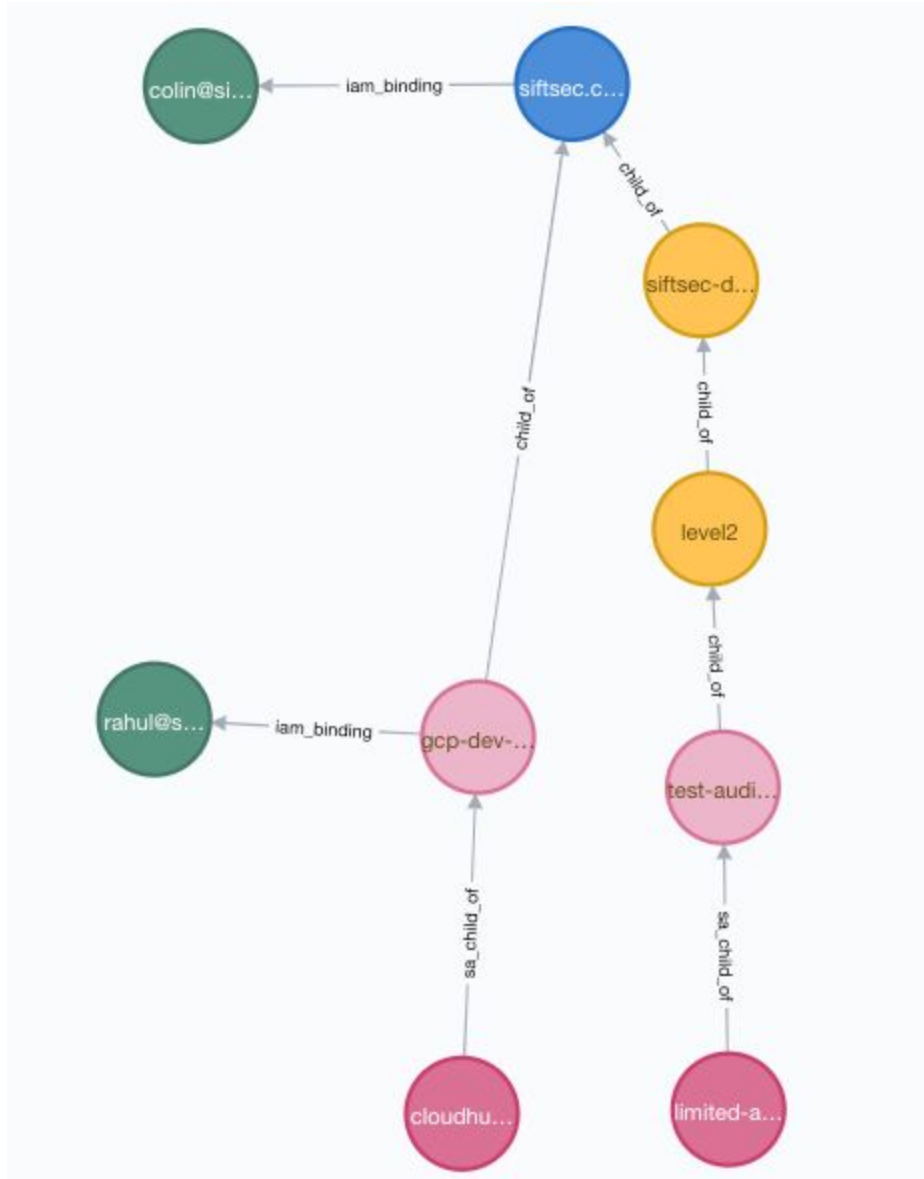 colin@si...
iam_binding
siftsec.c...
child_of
siftsec-d...
child_of
child_of
level2
child_of
rahul@s...
iam_binding
gcp-dev-...
test-audi...
sa_child_of
sa_child_of
cloudhu...
limited-a...